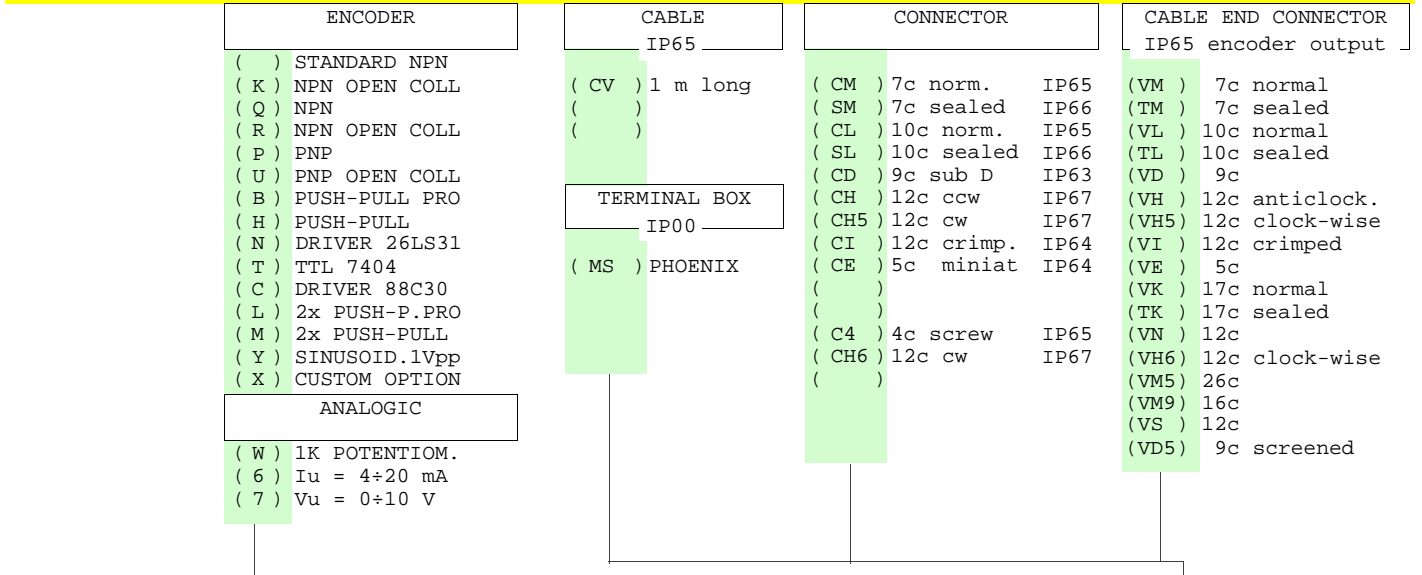 ENCODER
( ) STANDARD NPN
( K ) NPN OPEN COLL
( Q ) NPN
( R ) NPN OPEN COLL
( P ) PNP
( U ) PNP OPEN COLL
( B ) PUSH-PULL PRO
( H ) PUSH-PULL
( N ) DRIVER 26LS31
( T ) TTL 7404
( C ) DRIVER 88C30
( L ) 2x PUSH-P.PRO
( M ) 2x PUSH-PULL
( Y ) SINUSOID.1Vpp
( X ) CUSTOM OPTION
ANALOGIC
( W ) 1K POTENTIOM.
( 6 ) Iu = 4÷20 mA
( 7 ) Vu = 0÷10 V
CABLE
IP65
( CV ) 1 m long
( )
( )
TERMINAL BOX
IP00
( MS ) PHOENIX
CONNECTOR
( CM ) 7c norm. IP65
( SM ) 7c sealed IP66
( CL ) 10c norm. IP65
( SL ) 10c sealed IP66
( CD ) 9c sub D IP63
( CH ) 12c ccw IP67
( CH5 ) 12c cw IP67
( CI ) 12c crimp. IP64
( CE ) 5c miniat IP64
( )
( )
( C4 ) 4c screw IP65
( CH6 ) 12c cw IP67
( )
CABLE END CONNECTOR
IP65 encoder output
(VM ) 7c normal
(TM ) 7c sealed
(VL ) 10c normal
(TL ) 10c sealed
(VD ) 9c
(VH ) 12c anticlock.
(VH5) 12c clock-wise
(VI ) 12c crimped
(VE ) 5c
(VK ) 17c normal
(TK ) 17c sealed
(VN ) 12c
(VH6) 12c clock-wise
(VM5) 26c
(VM9) 16c
(VS ) 12c
(VD5) 9c screened